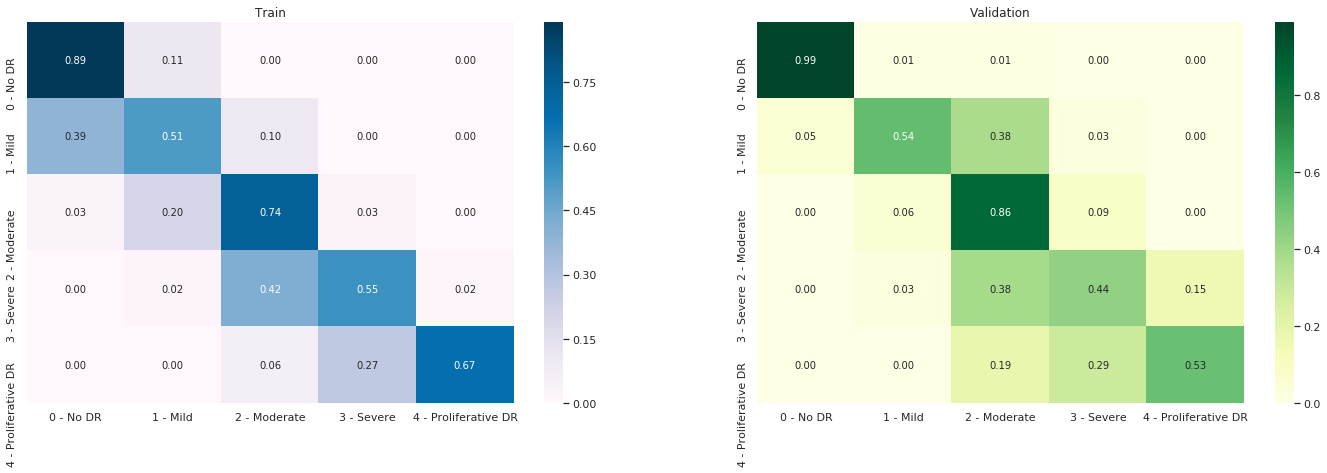 Train
0 - No DR
1 - Mild
2 - Moderate
3 - Severe
4 - Proliferative DR
0.89 0.11 0.00 0.00 0.00
0.39 0.51 0.10 0.00 0.00
0.03 0.20 0.74 0.03 0.00
0.00 0.02 0.42 0.55 0.02
0.00 0.00 0.06 0.27 0.67
0 - No DR 1 - Mild 2 - Moderate 3 - Severe 4 - Proliferative DR
0.75
0.60
0.45
0.30
0.15
0.00
Validation
0 - No DR
1 - Mild
2 - Moderate
3 - Severe
4 - Proliferative DR
0.99 0.01 0.01 0.00 0.00
0.05 0.54 0.38 0.03 0.00
0.00 0.06 0.86 0.09 0.00
0.00 0.03 0.38 0.44 0.15
0.00 0.00 0.19 0.29 0.53
0 - No DR 1 - Mild 2 - Moderate 3 - Severe 4 - Proliferative DR
0.8
0.6
0.4
0.2
0.0